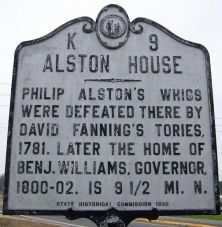 K 9
ALSTON HOUSE
PHILIP ALSTON'S WHIGS
WERE DEFEATED THERE BY
DAVID FANNING'S TORIES,
1781. LATER THE HOME OF
BENJ. WILLIAMS, GOVERNOR,
1800-02. IS 9 1/2 MI. N.
STATE HISTORICAL COMMISSION